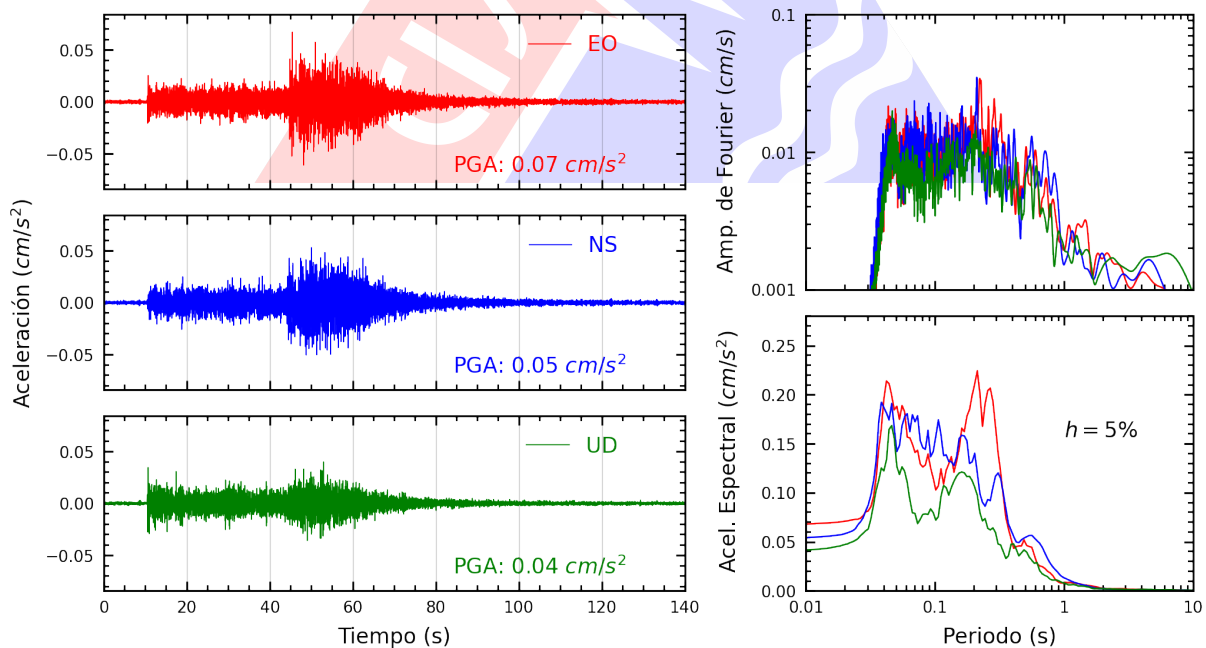 0.05
0.00
−0.05
EO
PGA: 0.07 cm/s²
Aceleración (cm/s²)
0.05
0.00
−0.05
NS
PGA: 0.05 cm/s²
0.05
0.00
−0.05
UD
PGA: 0.04 cm/s²
0 20 40 60 80 100 120 140
Tiempo (s)
Amp. de Fourier (cm/s)
0.1
0.01
0.001
Acel. Espectral (cm/s²)
0.25
0.20
0.15
0.10
0.05
0.00
h = 5%
0.01 0.1 1 10
Periodo (s)